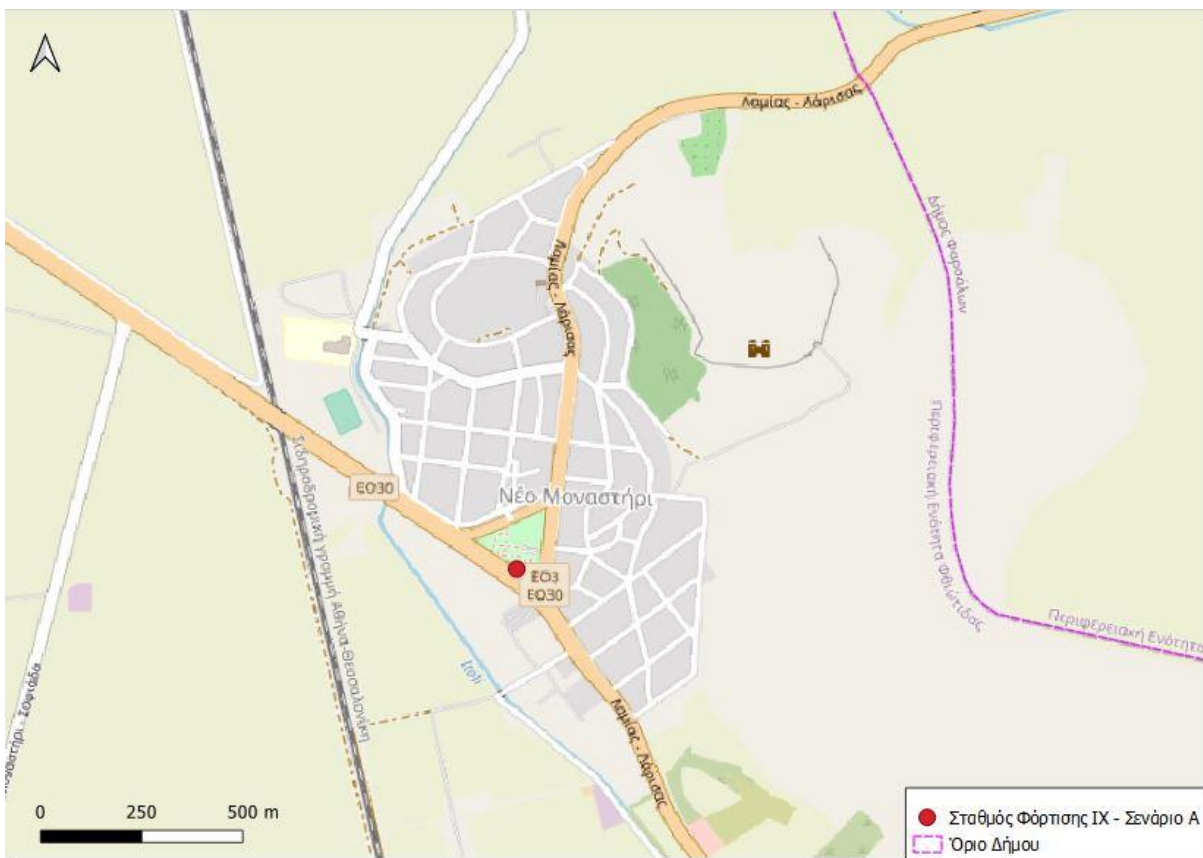 Λαμίας - Λάρισας
Δήμος Φαρσάλων
Λαμίας - Λάρισας
Περιφερειακή Ενότητα Φθιώτιδας
Σιδηροδρομική γραμμή Αθήνα-Θεσσαλονίκη
ΕΟ30
Νέο Μοναστήρι
ΕΟ3
ΕΟ30
Περιφερειακή Ενότητα
Λαμίας - Λάρισας
- Σοφιάδα
0 250 500 m
Σταθμός Φόρτισης ΙΧ - Σενάριο Α
Όριο Δήμου